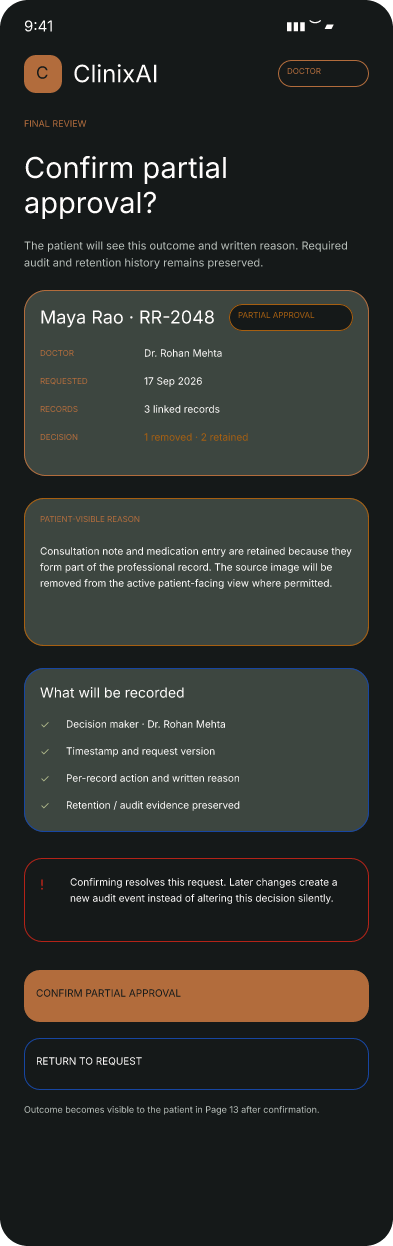 9:41
C ClinixAI DOCTOR
FINAL REVIEW
Confirm partial
approval?
The patient will see this outcome and written reason. Required
audit and retention history remains preserved.
Maya Rao · RR-2048 PARTIAL APPROVAL
DOCTOR Dr. Rohan Mehta
REQUESTED 17 Sep 2026
RECORDS 3 linked records
DECISION 1 removed · 2 retained
PATIENT-VISIBLE REASON
Consultation note and medication entry are retained because they
form part of the professional record. The source image will be
removed from the active patient-facing view where permitted.
What will be recorded
✓ Decision maker · Dr. Rohan Mehta
✓ Timestamp and request version
✓ Per-record action and written reason
✓ Retention / audit evidence preserved
! Confirming resolves this request. Later changes create a
new audit event instead of altering this decision silently.
CONFIRM PARTIAL APPROVAL
RETURN TO REQUEST
Outcome becomes visible to the patient in Page 13 after confirmation.